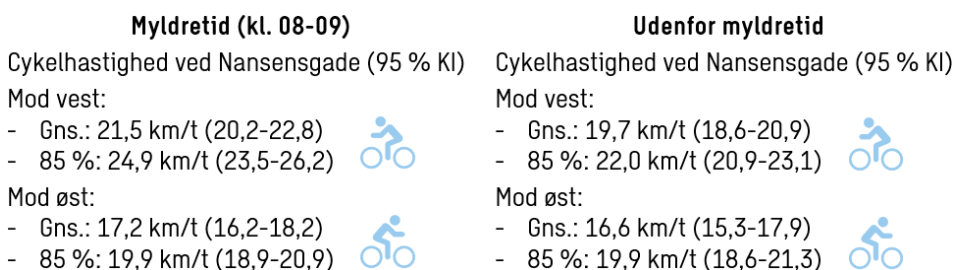 Myldretid (kl. 08-09)
Cykelhastighed ved Nansensgade (95 % KI)
Mod vest:
- Gns.: 21,5 km/t (20,2-22,8)
- 85 %: 24,9 km/t (23,5-26,2)
Mod øst:
- Gns.: 17,2 km/t (16,2-18,2)
- 85 %: 19,9 km/t (18,9-20,9)
Udenfor myldretid
Cykelhastighed ved Nansensgade (95 % KI)
Mod vest:
- Gns.: 19,7 km/t (18,6-20,9)
- 85 %: 22,0 km/t (20,9-23,1)
Mod øst:
- Gns.: 16,6 km/t (15,3-17,9)
- 85 %: 19,9 km/t (18,6-21,3)